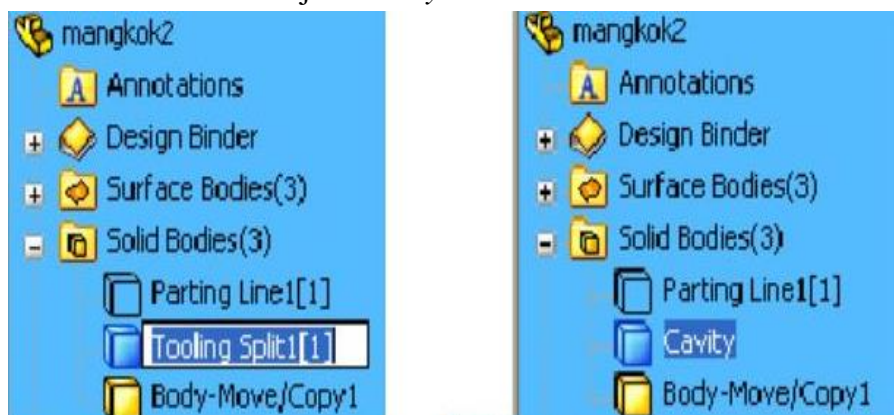 mangkok2
Annotations
Design Binder
Surface Bodies(3)
Solid Bodies(3)
Parting Line1[1]
Tooling Split1[1]
Body-Move/Copy1
mangkok2
Annotations
Design Binder
Surface Bodies(3)
Solid Bodies(3)
Parting Line1[1]
Cavity
Body-Move/Copy1